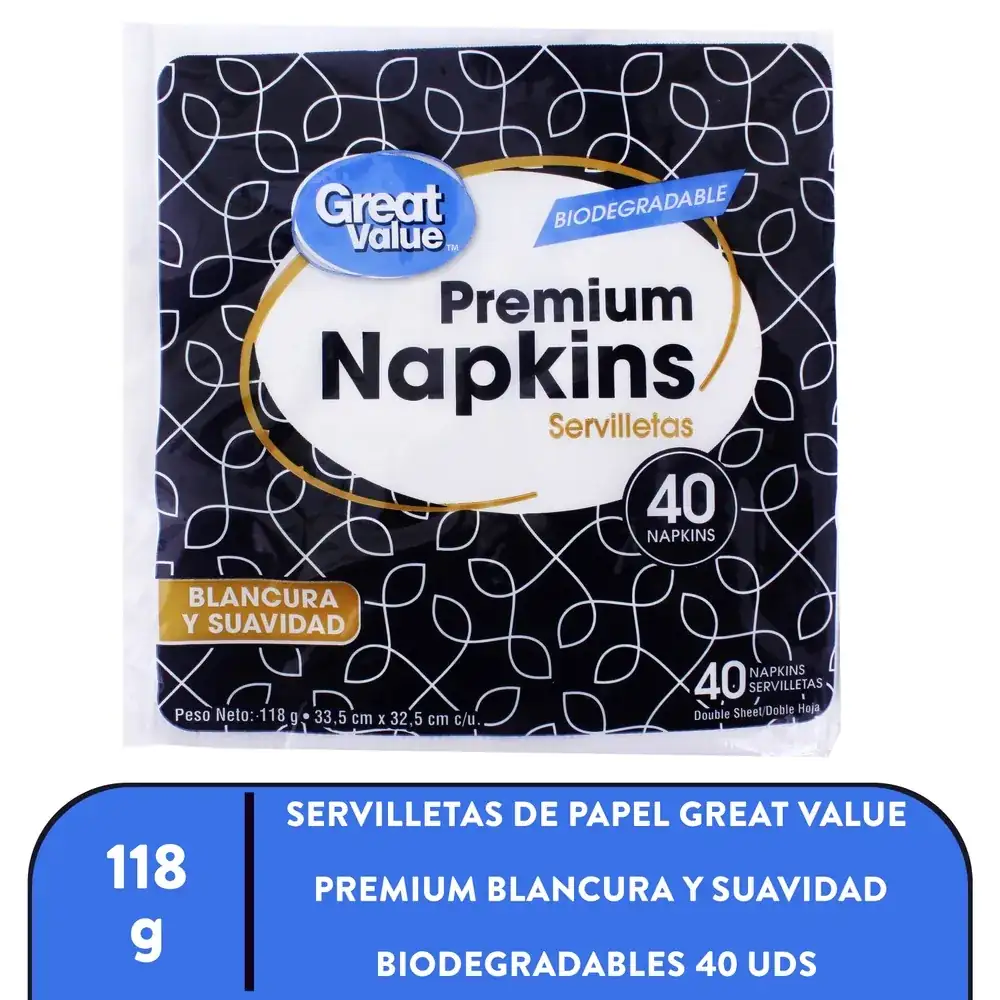 Great
Value™
BIODEGRADABLE
Premium
Napkins
Servilletas
40
NAPKINS
BLANCURA
Y SUAVIDAD
40 NAPKINS
SERVILLETAS
Double Sheet/Doble Hoja
Peso Neto: 118 g • 33,5 cm x 32,5 cm c/u.
118
g
SERVILLETAS DE PAPEL GREAT VALUE
PREMIUM BLANCURA Y SUAVIDAD
BIODEGRADABLES 40 UDS